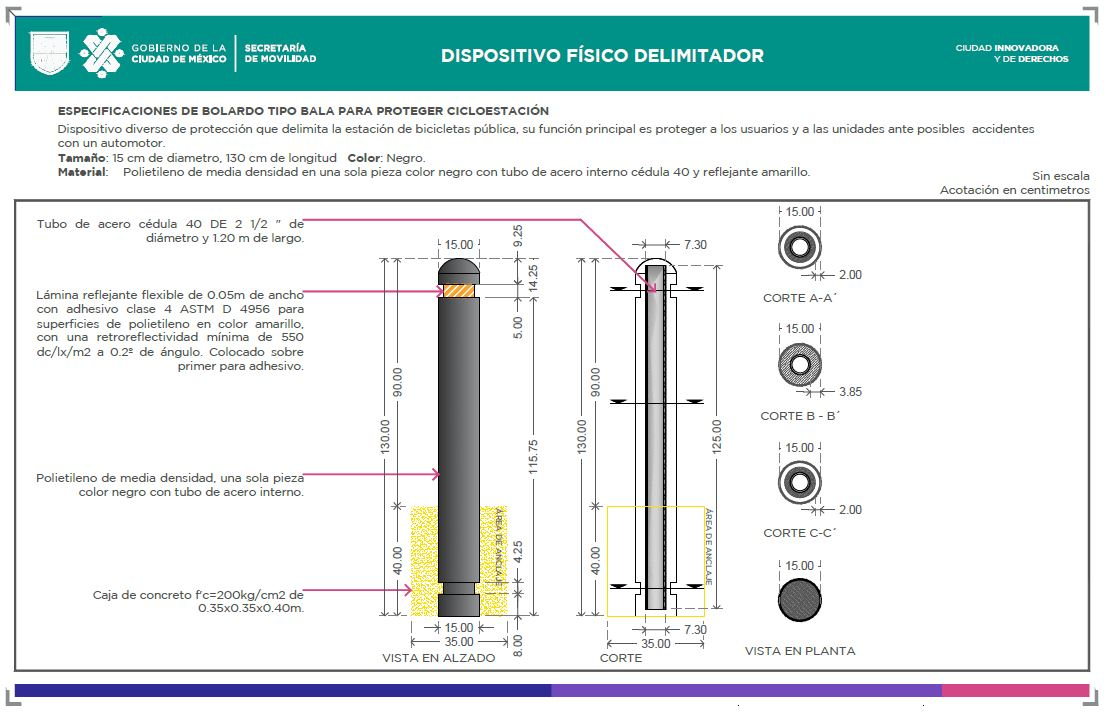 GOBIERNO DE LA
CIUDAD DE MÉXICO
SECRETARÍA
DE MOVILIDAD
DISPOSITIVO FÍSICO DELIMITADOR
CIUDAD INNOVADORA
Y DE DERECHOS
ESPECIFICACIONES DE BOLARDO TIPO BALA PARA PROTEGER CICLOESTACIÓN
Dispositivo diverso de protección que delimita la estación de bicicletas pública, su función principal es proteger a los usuarios y a las unidades ante posibles accidentes
con un automotor.
Tamaño: 15 cm de diametro, 130 cm de longitud Color: Negro.
Material: Polietileno de media densidad en una sola pieza color negro con tubo de acero interno cédula 40 y reflejante amarillo.
Sin escala
Acotación en centimetros
Tubo de acero cédula 40 DE 2 1/2 " de
diámetro y 1.20 m de largo.
Lámina reflejante flexible de 0.05m de ancho
con adhesivo clase 4 ASTM D 4956 para
superficies de polietileno en color amarillo,
con una retroreflectividad mínima de 550
dc/lx/m2 a 0.2º de ángulo. Colocado sobre
primer para adhesivo.
Polietileno de media densidad, una sola pieza
color negro con tubo de acero interno.
Caja de concreto f'c=200kg/cm2 de
0.35x0.35x0.40m.
15.00
9.25
14.25
5.00
90.00
130.00
115.75
ÁREA DE ANCLAJE
4.25
40.00
15.00
35.00
8.00
VISTA EN ALZADO
7.30
90.00
130.00
125.00
ÁREA DE ANCLAJE
40.00
7.30
35.00
CORTE
15.00
2.00
CORTE A-A´
15.00
3.85
CORTE B - B´
15.00
2.00
CORTE C-C´
15.00
VISTA EN PLANTA